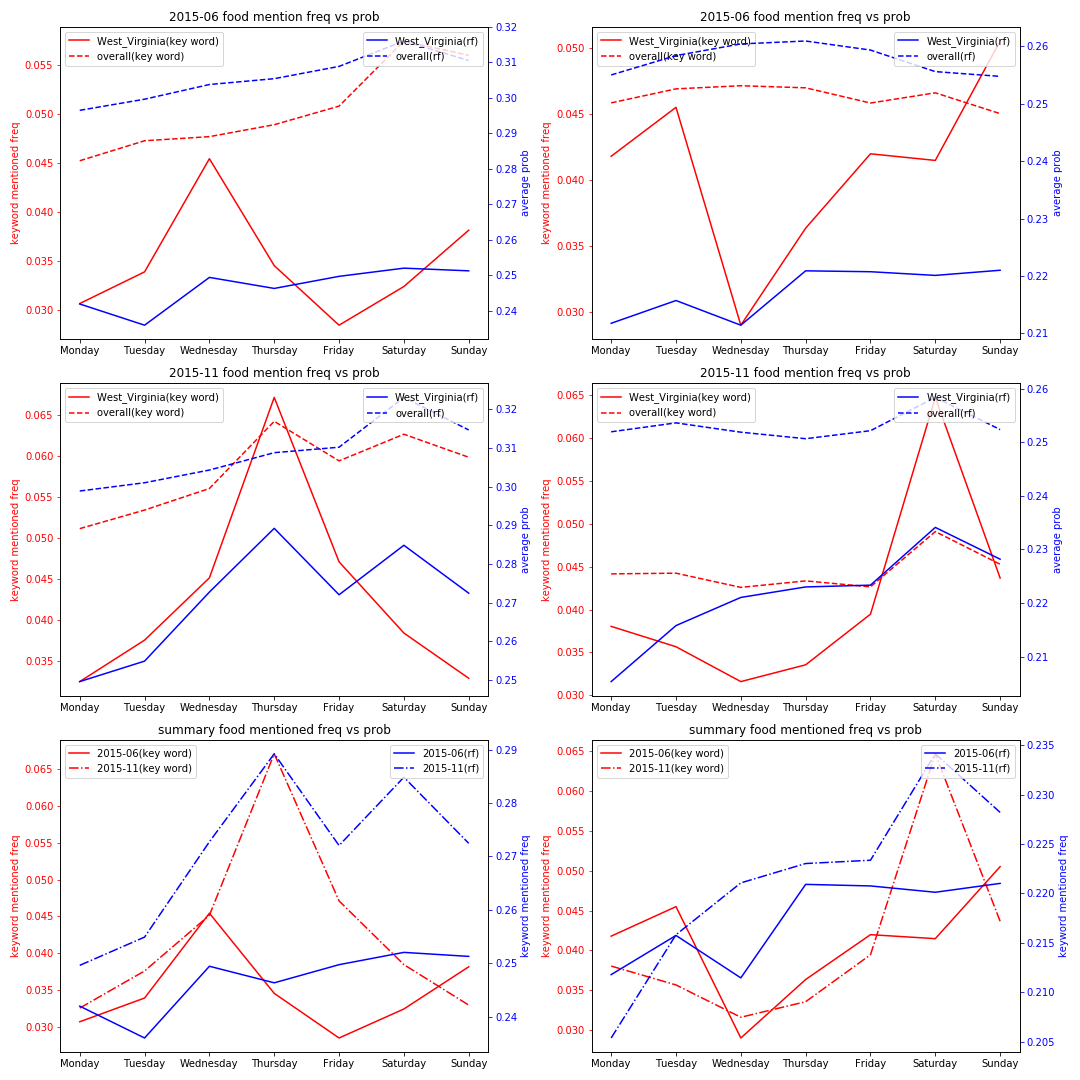 2015-06 food mention freq vs prob
West_Virginia(key word)
overall(key word)
West_Virginia(rf)
overall(rf)
keyword mentioned freq
0.055
0.050
0.045
0.040
0.035
0.030
0.32
0.31
0.30
0.29
0.28
0.27
0.26
0.25
0.24
average prob
Monday Tuesday Wednesday Thursday Friday Saturday Sunday
2015-06 food mention freq vs prob
West_Virginia(key word)
overall(key word)
West_Virginia(rf)
overall(rf)
keyword mentioned freq
0.050
0.045
0.040
0.035
0.030
0.26
0.25
0.24
0.23
0.22
0.21
average prob
Monday Tuesday Wednesday Thursday Friday Saturday Sunday
2015-11 food mention freq vs prob
West_Virginia(key word)
overall(key word)
West_Virginia(rf)
overall(rf)
keyword mentioned freq
0.065
0.060
0.055
0.050
0.045
0.040
0.035
0.32
0.31
0.30
0.29
0.28
0.27
0.26
0.25
average prob
Monday Tuesday Wednesday Thursday Friday Saturday Sunday
2015-11 food mention freq vs prob
West_Virginia(key word)
overall(key word)
West_Virginia(rf)
overall(rf)
keyword mentioned freq
0.065
0.060
0.055
0.050
0.045
0.040
0.035
0.030
0.26
0.25
0.24
0.23
0.22
0.21
average prob
Monday Tuesday Wednesday Thursday Friday Saturday Sunday
summary food mentioned freq vs prob
2015-06(key word)
2015-11(key word)
2015-06(rf)
2015-11(rf)
keyword mentioned freq
0.065
0.060
0.055
0.050
0.045
0.040
0.035
0.030
0.29
0.28
0.27
0.26
0.25
0.24
keyword mentioned freq
Monday Tuesday Wednesday Thursday Friday Saturday Sunday
summary food mentioned freq vs prob
2015-06(key word)
2015-11(key word)
2015-06(rf)
2015-11(rf)
keyword mentioned freq
0.065
0.060
0.055
0.050
0.045
0.040
0.035
0.030
0.235
0.230
0.225
0.220
0.215
0.210
0.205
keyword mentioned freq
Monday Tuesday Wednesday Thursday Friday Saturday Sunday